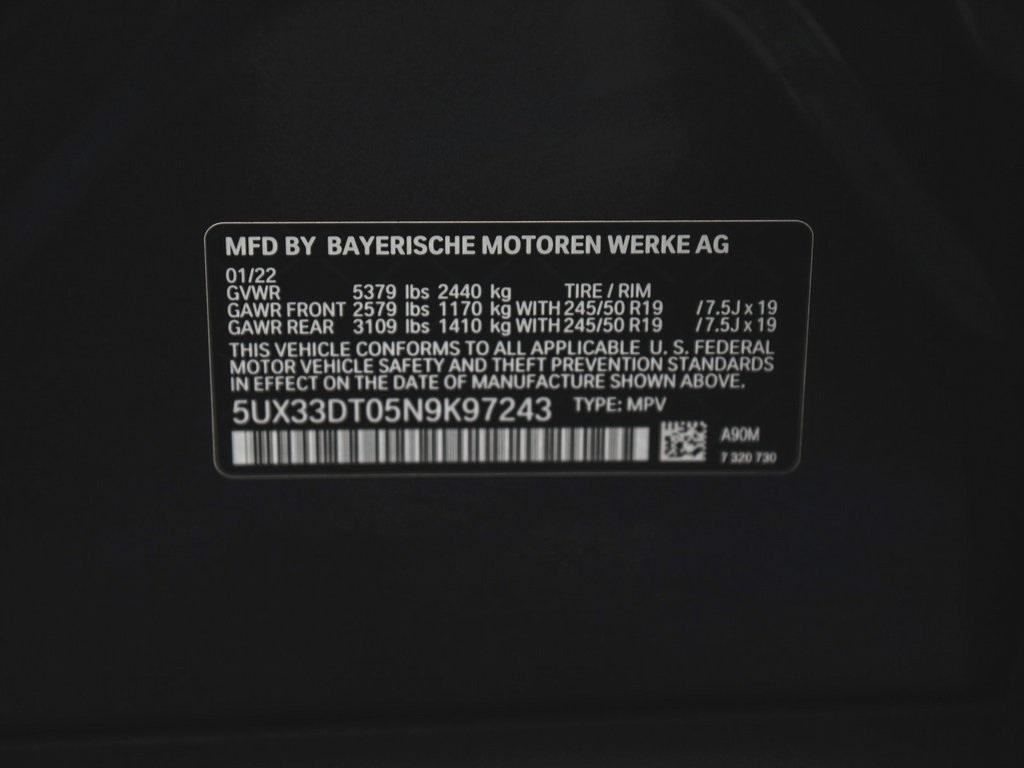 MFD BY BAYERISCHE MOTOREN WERKE AG
01/22
GVWR 5379 lbs 2440 kg TIRE / RIM
GAWR FRONT 2579 lbs 1170 kg WITH 245/50 R19 /7.5J x 19
GAWR REAR 3109 lbs 1410 kg WITH 245/50 R19 /7.5J x 19
THIS VEHICLE CONFORMS TO ALL APPLICABLE U. S. FEDERAL
MOTOR VEHICLE SAFETY AND THEFT PREVENTION STANDARDS
IN EFFECT ON THE DATE OF MANUFACTURE SHOWN ABOVE.
5UX33DT05N9K97243 TYPE: MPV
A90M
7 320 730